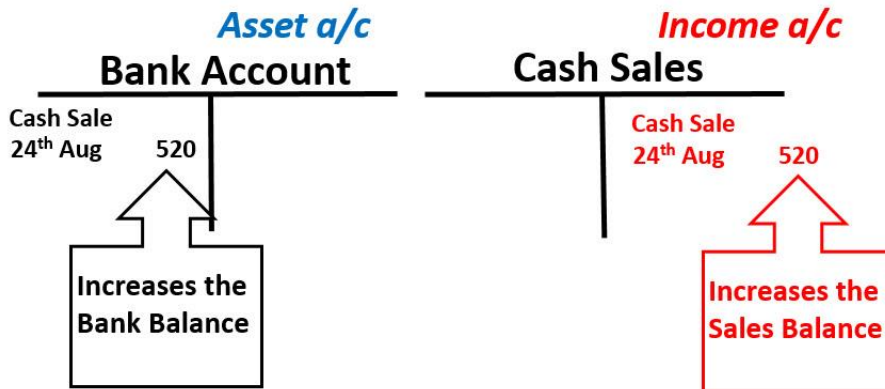 Asset a/c
Bank Account
Cash Sale
24th Aug 520
Increases the
Bank Balance
Income a/c
Cash Sales
Cash Sale
24th Aug 520
Increases the
Sales Balance